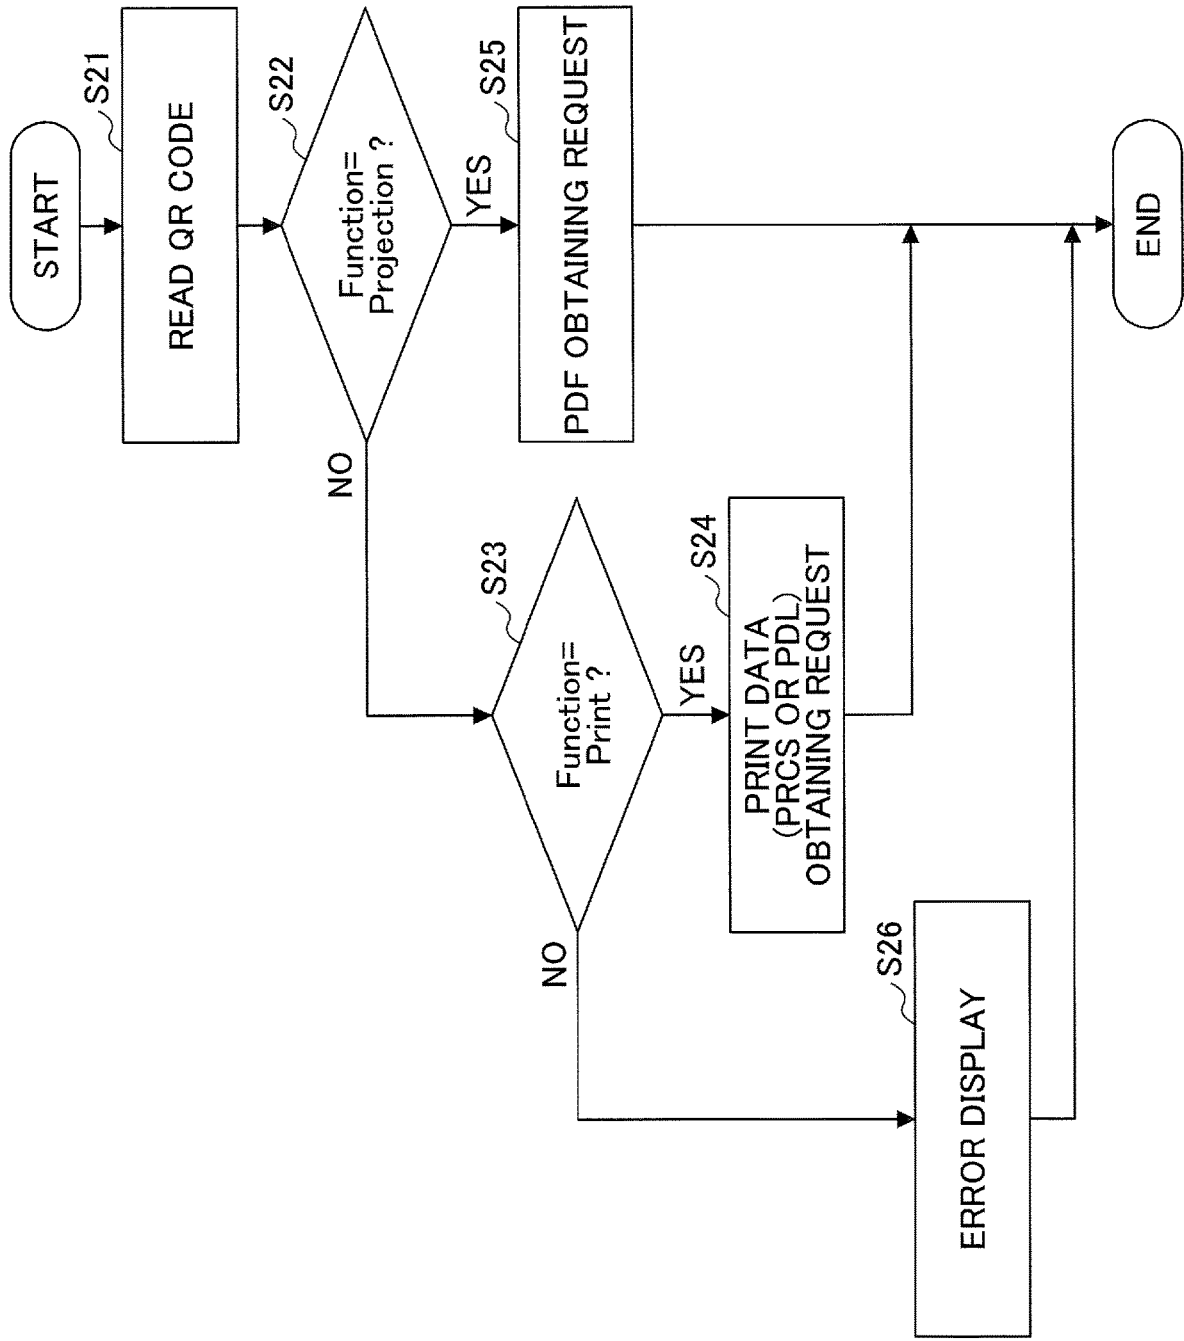 START
S21
READ QR CODE
S22
Function=
Projection ?
YES
NO
S25
PDF OBTAINING REQUEST
S23
Function=
Print ?
YES
NO
S24
PRINT DATA
(PRCS OR PDL)
OBTAINING REQUEST
S26
ERROR DISPLAY
END